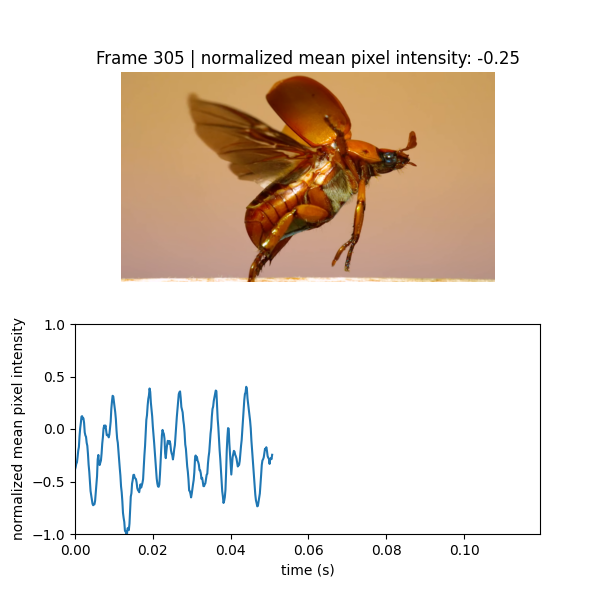 Frame 305 | normalized mean pixel intensity: -0.25
normalized mean pixel intensity
1.0
0.5
0.0
−0.5
−1.0
0.00 0.02 0.04 0.06 0.08 0.10
time (s)